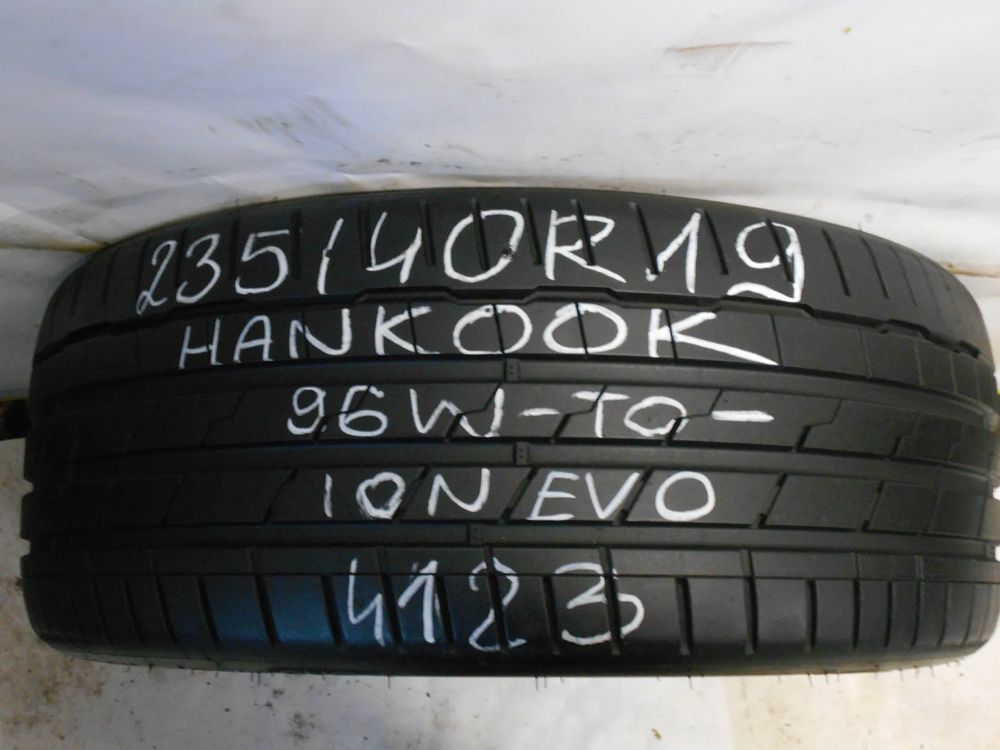 235/40R19
HANKOOK
96W-TO-
ION EVO
4123